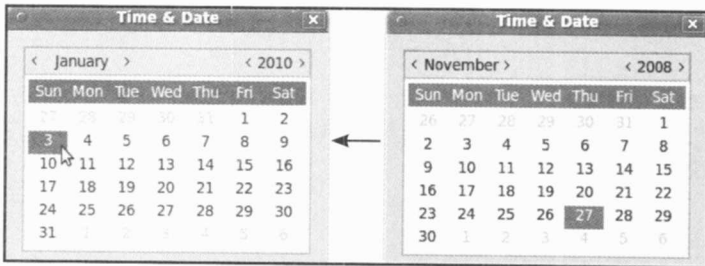 Time & Date
< January > < 2010 >
Sun Mon Tue Wed Thu Fri Sat
27 28 29 30 31 1 2
3 4 5 6 7 8 9
10 11 12 13 14 15 16
17 18 19 20 21 22 23
24 25 26 27 28 29 30
31 1 2 3 4 5 6
Time & Date
< November > < 2008 >
Sun Mon Tue Wed Thu Fri Sat
26 27 28 29 30 31 1
2 3 4 5 6 7 8
9 10 11 12 13 14 15
16 17 18 19 20 21 22
23 24 25 26 27 28 29
30 1 2 3 4 5 6